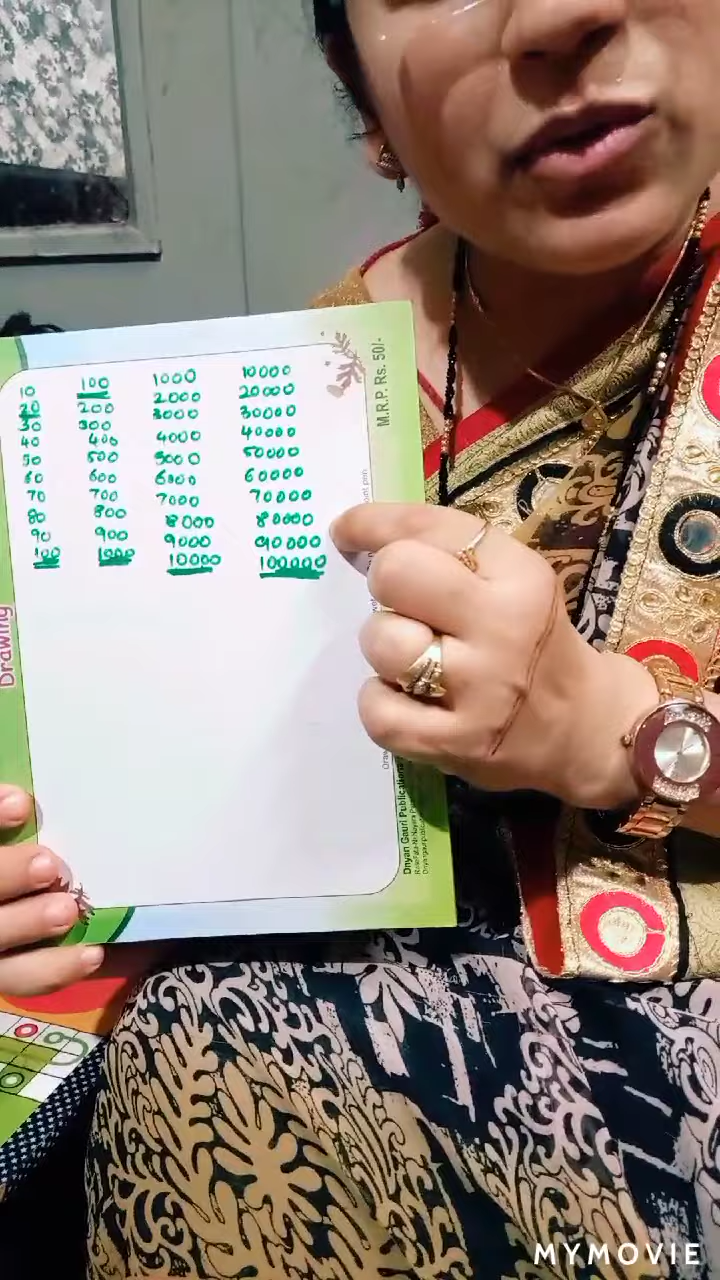 10 100 1000 10000
20 200 2000 20000
30 300 3000 30000
40 400 4000 40000
50 500 5000 50000
60 600 6000 60000
70 700 7000 70000
80 800 8000 80000
90 900 9000 90000
100 1000 10000 100000
M.R.P. Rs. 50/-
Drawing
Dnyan Gauri Publication
MYMOVIE